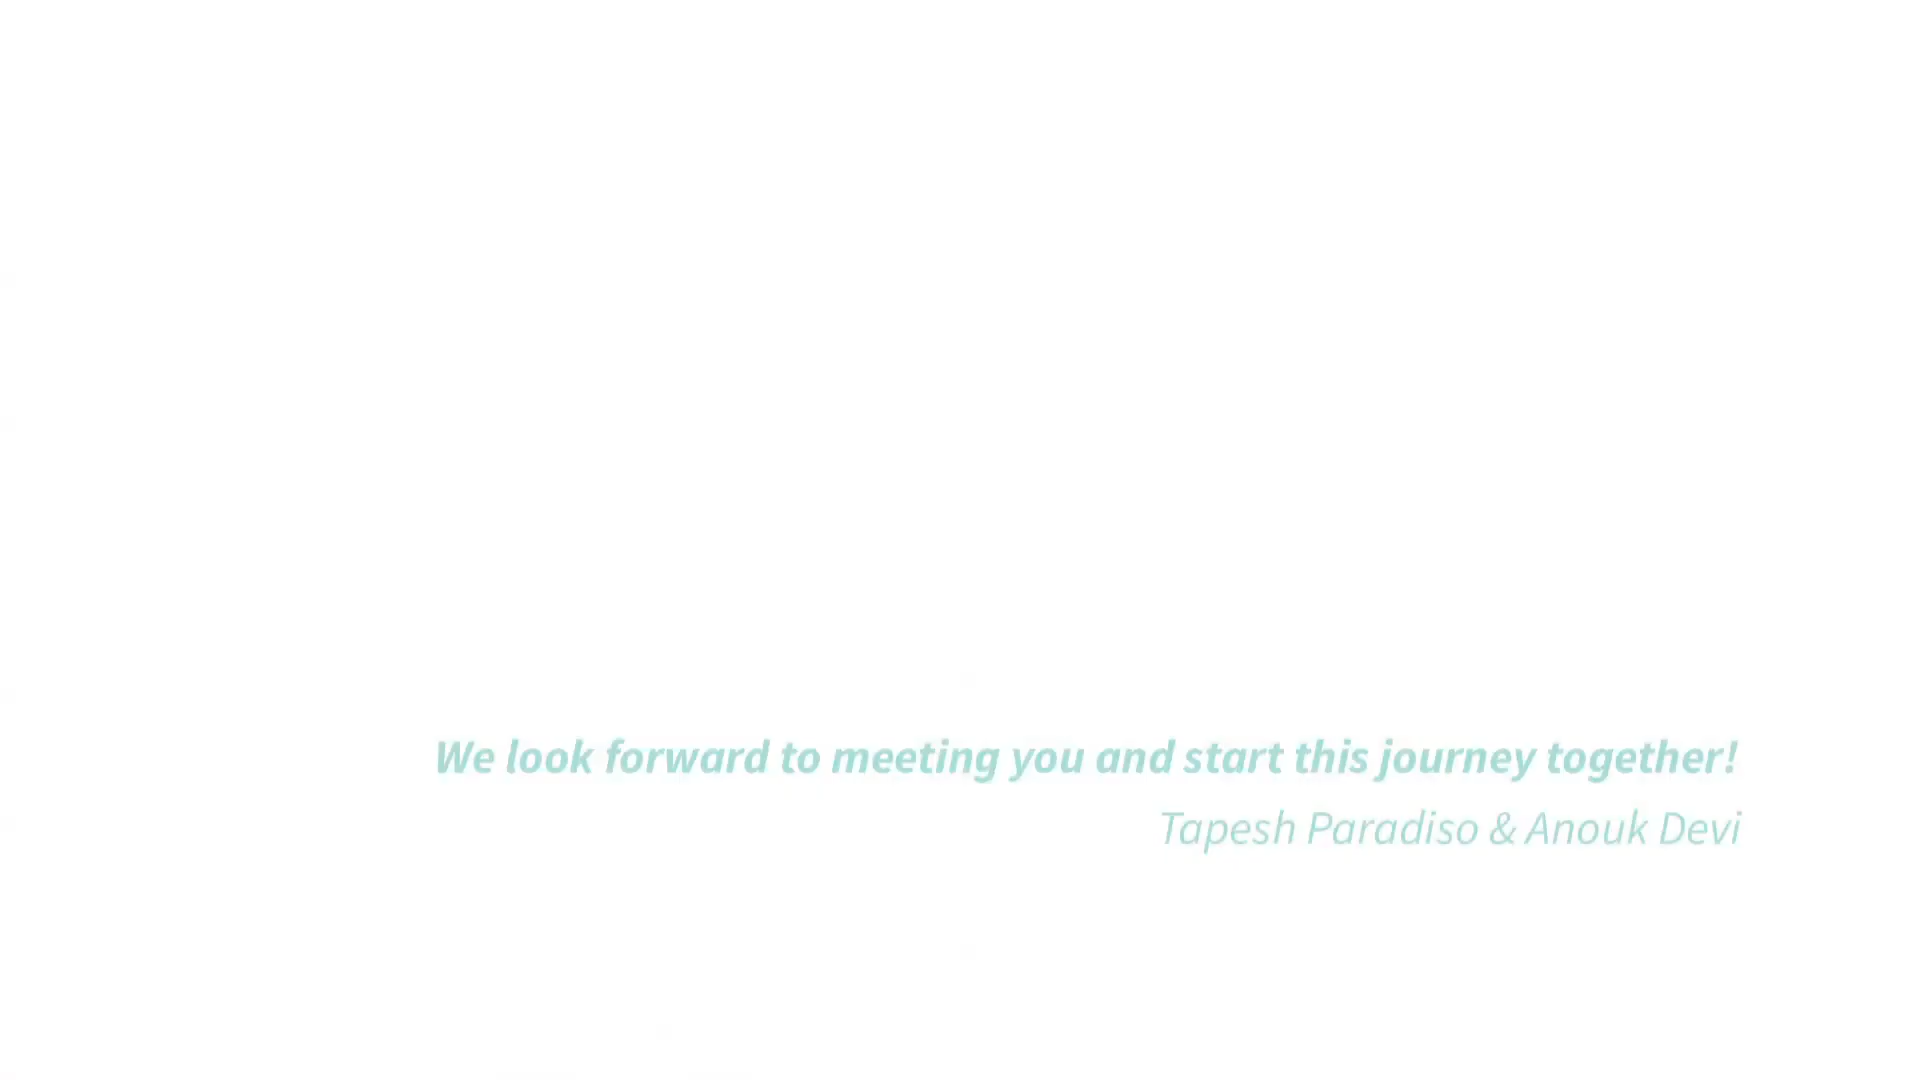 We look forward to meeting you and start this journey together!
Tapesh Paradiso & Anouk Devi